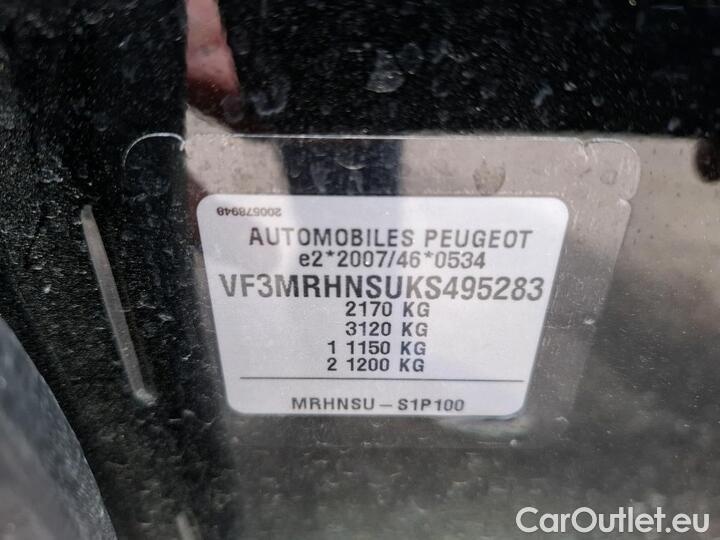 200578948
AUTOMOBILES PEUGEOT
e2*2007/46*0534
VF3MRHNSUKS495283
2170 KG
3120 KG
1 1150 KG
2 1200 KG
MRHNSU - S1P100
CarOutlet.eu